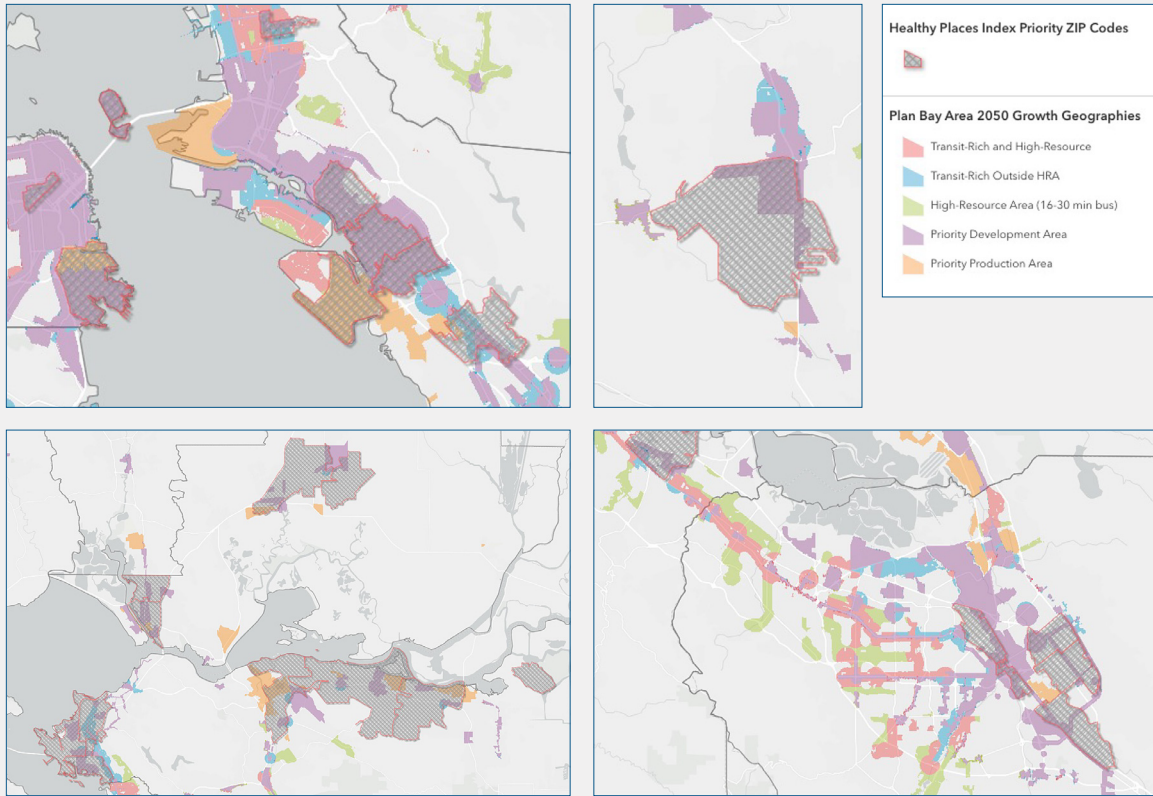 Healthy Places Index Priority ZIP Codes
Plan Bay Area 2050 Growth Geographies
Transit-Rich and High-Resource
Transit-Rich Outside HRA
High-Resource Area (16-30 min bus)
Priority Development Area
Priority Production Area